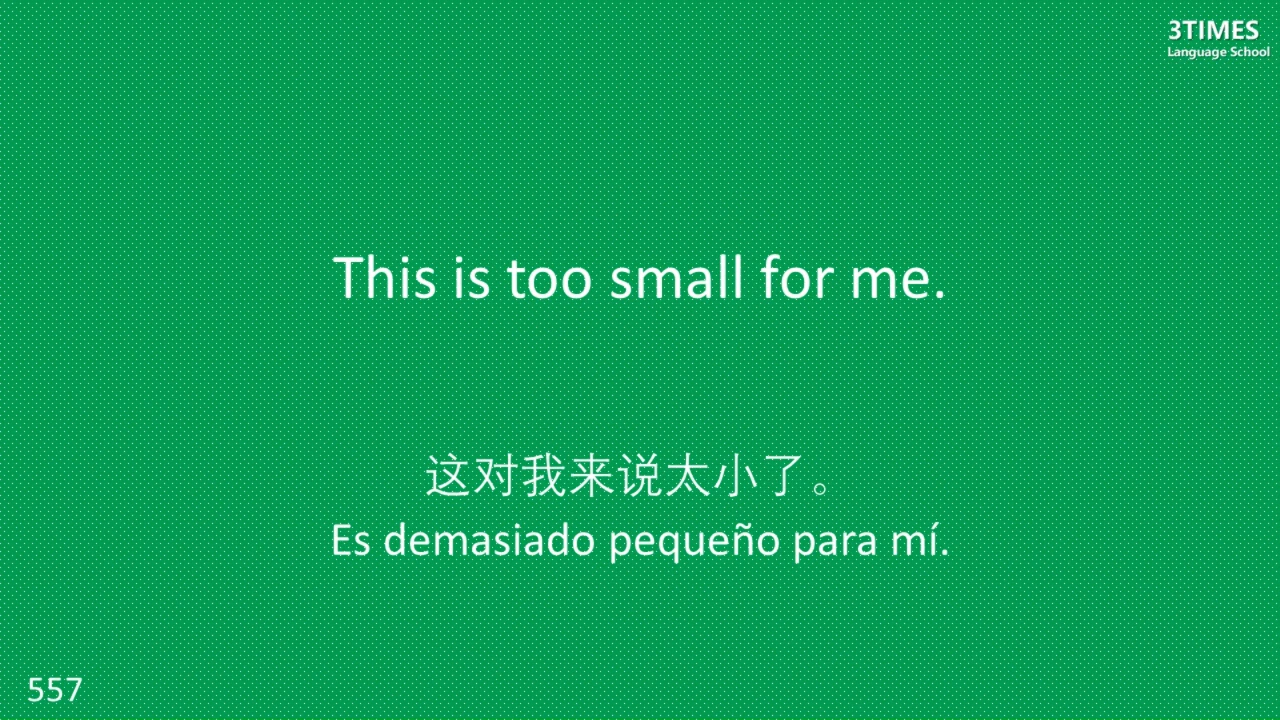 3TIMES
Language School
This is too small for me.
这对我来说太小了。
Es demasiado pequeño para mí.
557